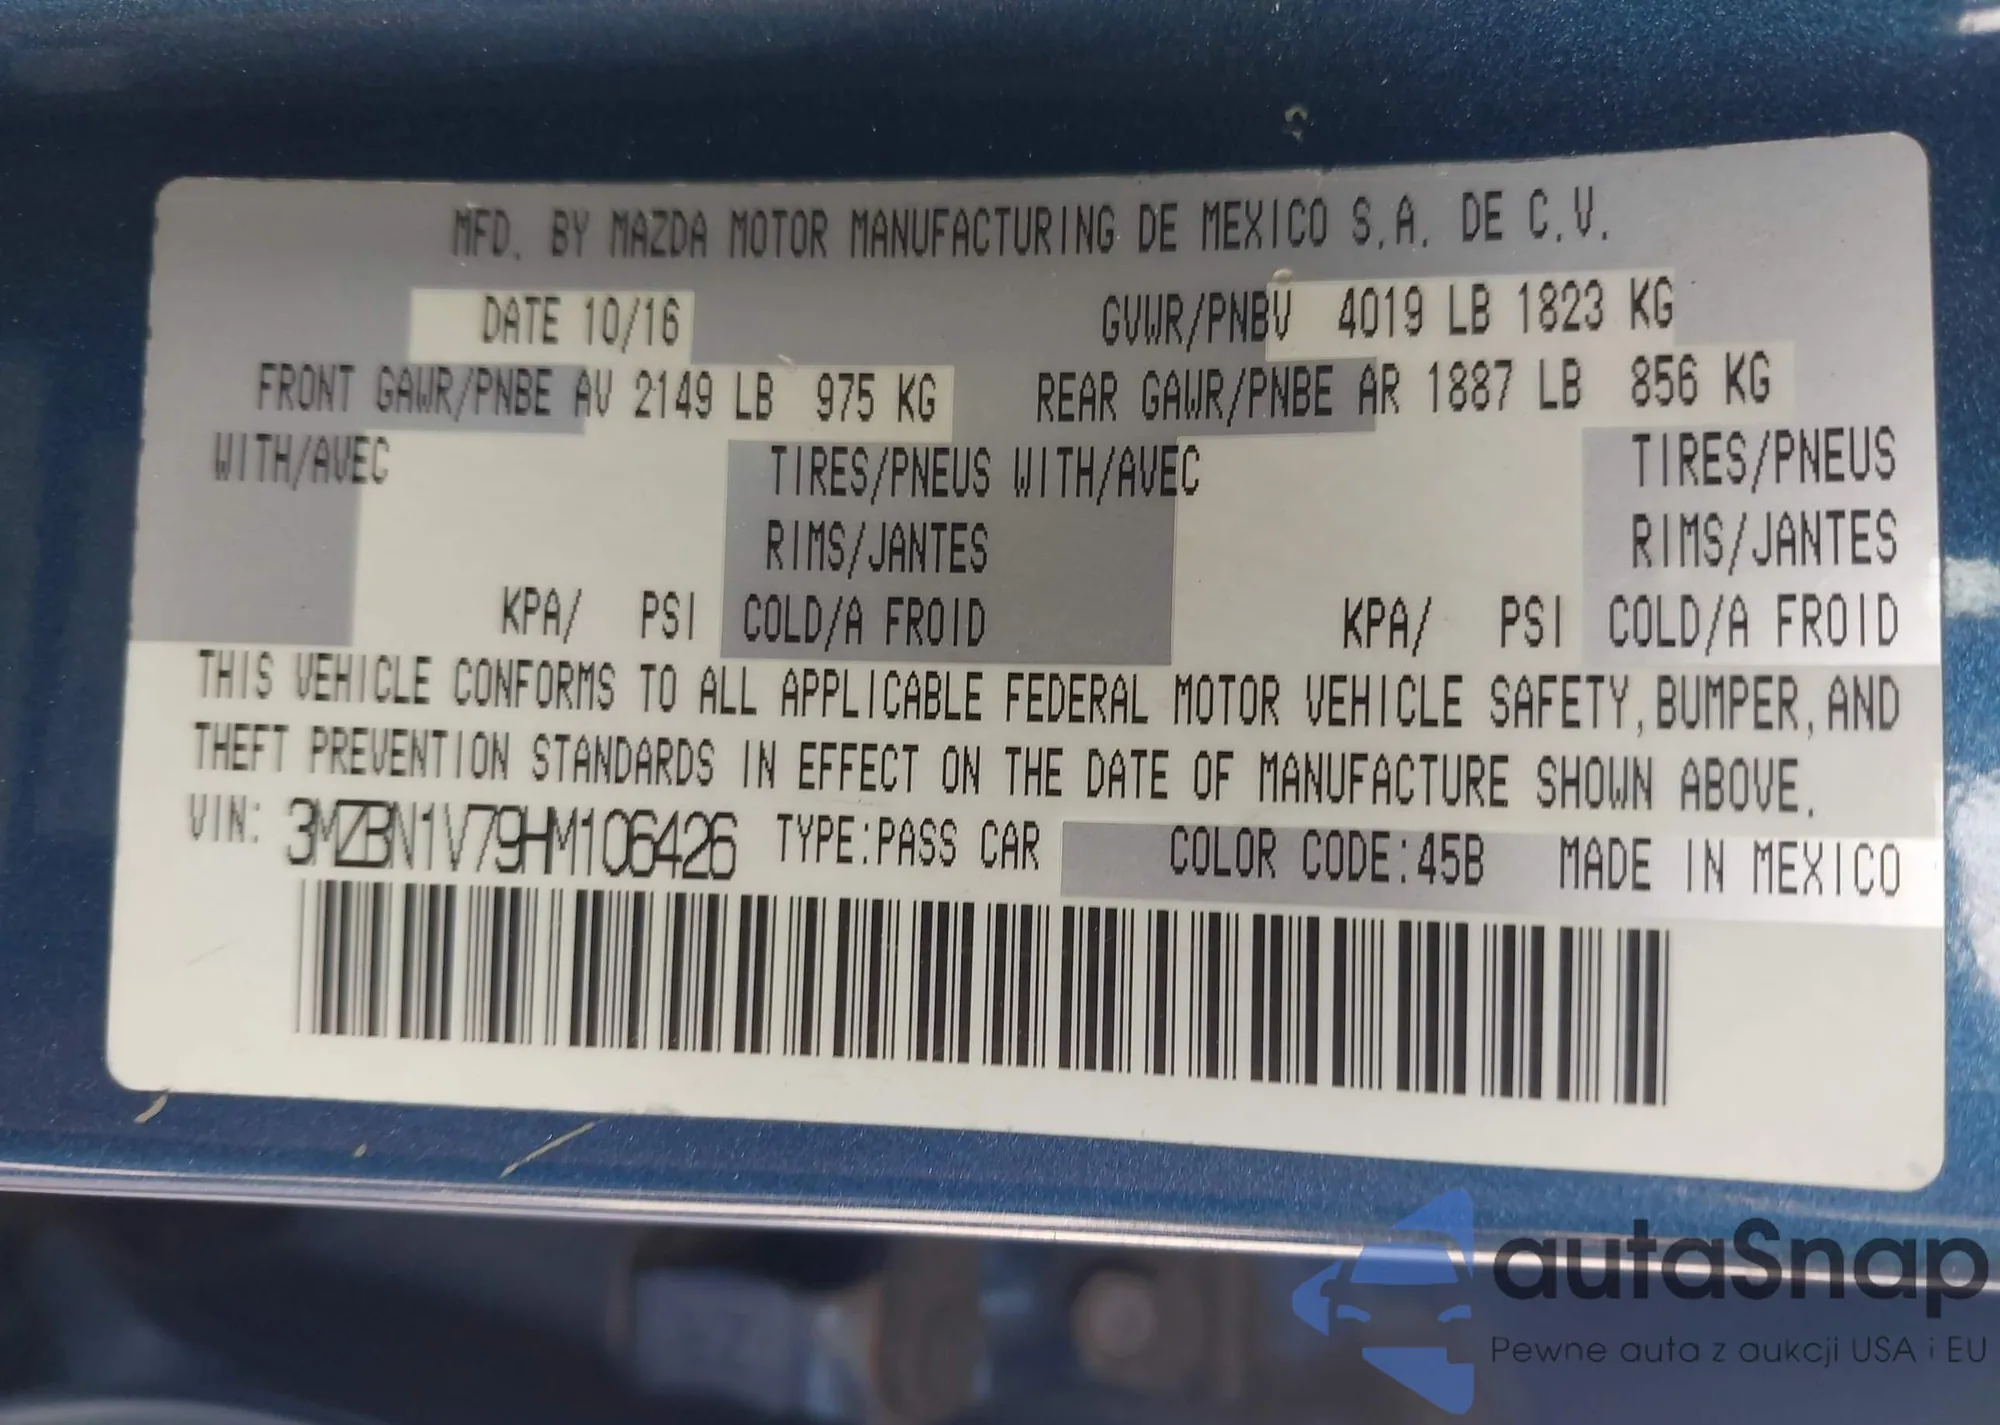 MFD. BY MAZDA MOTOR MANUFACTURING DE MEXICO S.A. DE C.V.
DATE 10/16 GVWR/PNBV 4019 LB 1823 KG
FRONT GAWR/PNBE AV 2149 LB 975 KG REAR GAWR/PNBE AR 1887 LB 856 KG
WITH/AVEC TIRES/PNEUS WITH/AVEC TIRES/PNEUS
RIMS/JANTES RIMS/JANTES
KPA/ PSI COLD/A FROID KPA/ PSI COLD/A FROID
THIS VEHICLE CONFORMS TO ALL APPLICABLE FEDERAL MOTOR VEHICLE SAFETY, BUMPER, AND
THEFT PREVENTION STANDARDS IN EFFECT ON THE DATE OF MANUFACTURE SHOWN ABOVE.
VIN: 3MZBN1V79HM106426 TYPE:PASS CAR COLOR CODE:45B MADE IN MEXICO
autaSnap
Pewne auta z aukcji USA i EU